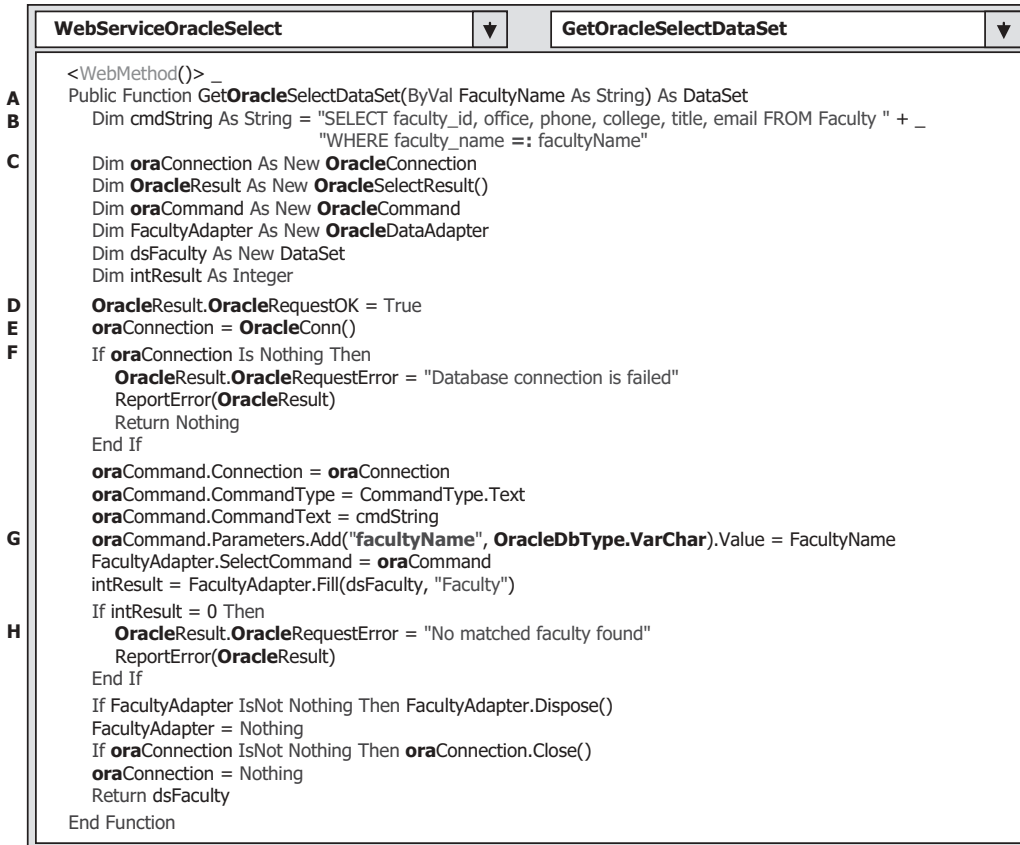 WebServiceOracleSelect GetOracleSelectDataSet
<WebMethod()> _
A Public Function GetOracleSelectDataSet(ByVal FacultyName As String) As DataSet
B Dim cmdString As String = "SELECT faculty_id, office, phone, college, title, email FROM Faculty " + _
"WHERE faculty_name =: facultyName"
C Dim oraConnection As New OracleConnection
Dim OracleResult As New OracleSelectResult()
Dim oraCommand As New OracleCommand
Dim FacultyAdapter As New OracleDataAdapter
Dim dsFaculty As New DataSet
Dim intResult As Integer
D OracleResult.OracleRequestOK = True
E oraConnection = OracleConn()
F If oraConnection Is Nothing Then
OracleResult.OracleRequestError = "Database connection is failed"
ReportError(OracleResult)
Return Nothing
End If
oraCommand.Connection = oraConnection
oraCommand.CommandType = CommandType.Text
oraCommand.CommandText = cmdString
G oraCommand.Parameters.Add("facultyName", OracleDbType.VarChar).Value = FacultyName
FacultyAdapter.SelectCommand = oraCommand
intResult = FacultyAdapter.Fill(dsFaculty, "Faculty")
If intResult = 0 Then
H OracleResult.OracleRequestError = "No matched faculty found"
ReportError(OracleResult)
End If
If FacultyAdapter IsNot Nothing Then FacultyAdapter.Dispose()
FacultyAdapter = Nothing
If oraConnection IsNot Nothing Then oraConnection.Close()
oraConnection = Nothing
Return dsFaculty
End Function